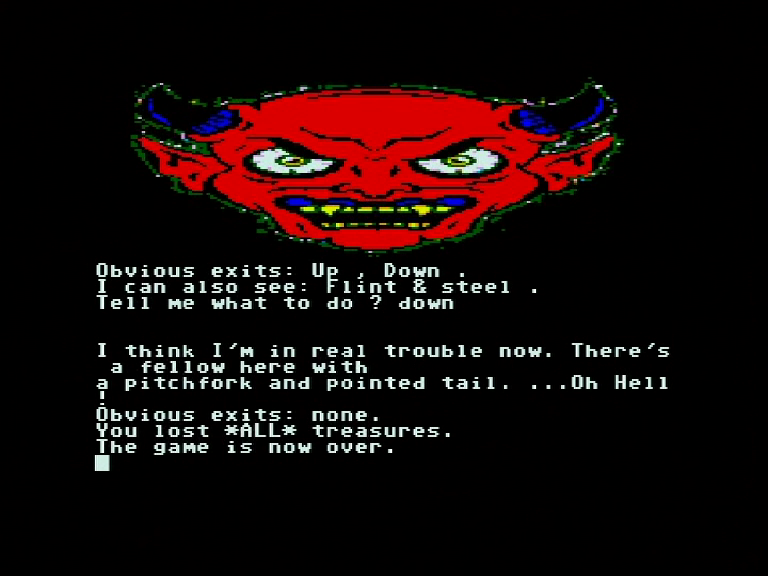 Obvious exits: Up , Down .
I can also see: Flint & steel .
Tell me what to do ? down
I think I'm in real trouble now. There's
a fellow here with
a pitchfork and pointed tail. ...Oh Hell
!
Obvious exits: none.
You lost *ALL* treasures.
The game is now over.